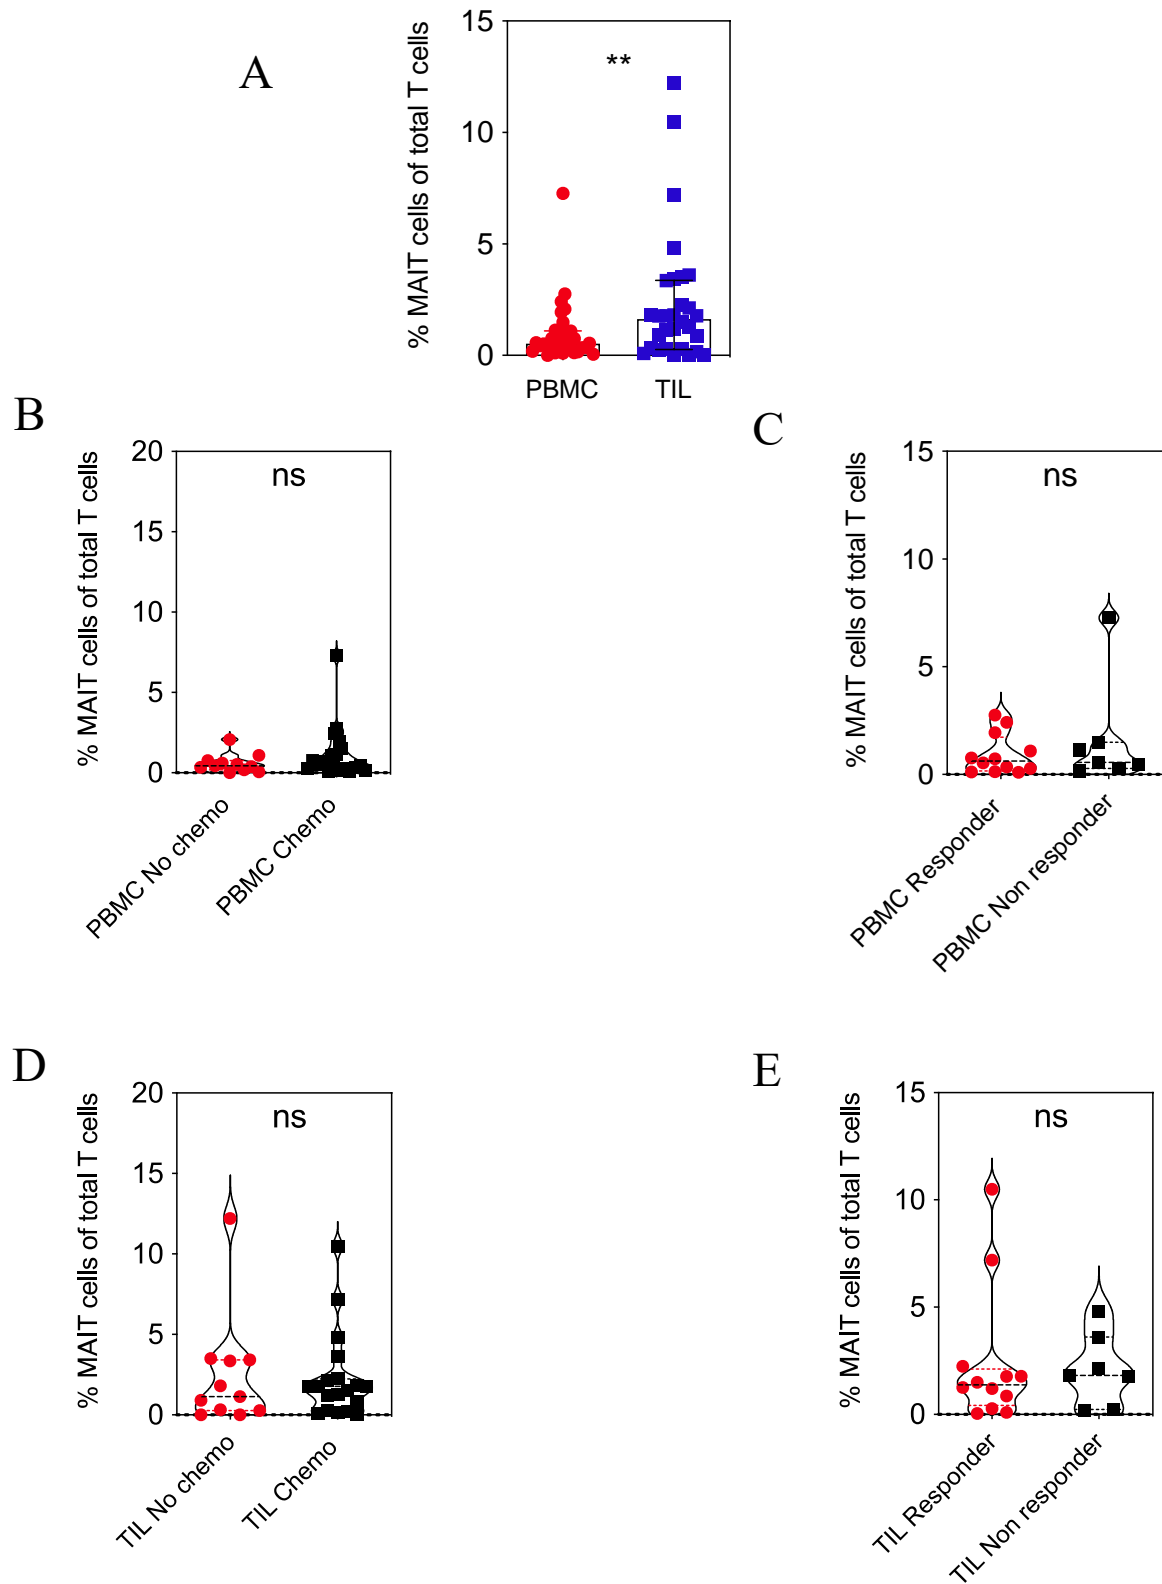 A
% MAIT cells of total T cells
15
10
5
0
**
PBMC
TIL
B
% MAIT cells of total T cells
20
15
10
5
0
ns
PBMC No chemo
PBMC Chemo
C
% MAIT cells of total T cells
15
10
5
0
ns
PBMC Responder
PBMC Non responder
D
% MAIT cells of total T cells
20
15
10
5
0
ns
TIL No chemo
TIL Chemo
E
% MAIT cells of total T cells
15
10
5
0
ns
TIL Responder
TIL Non responder